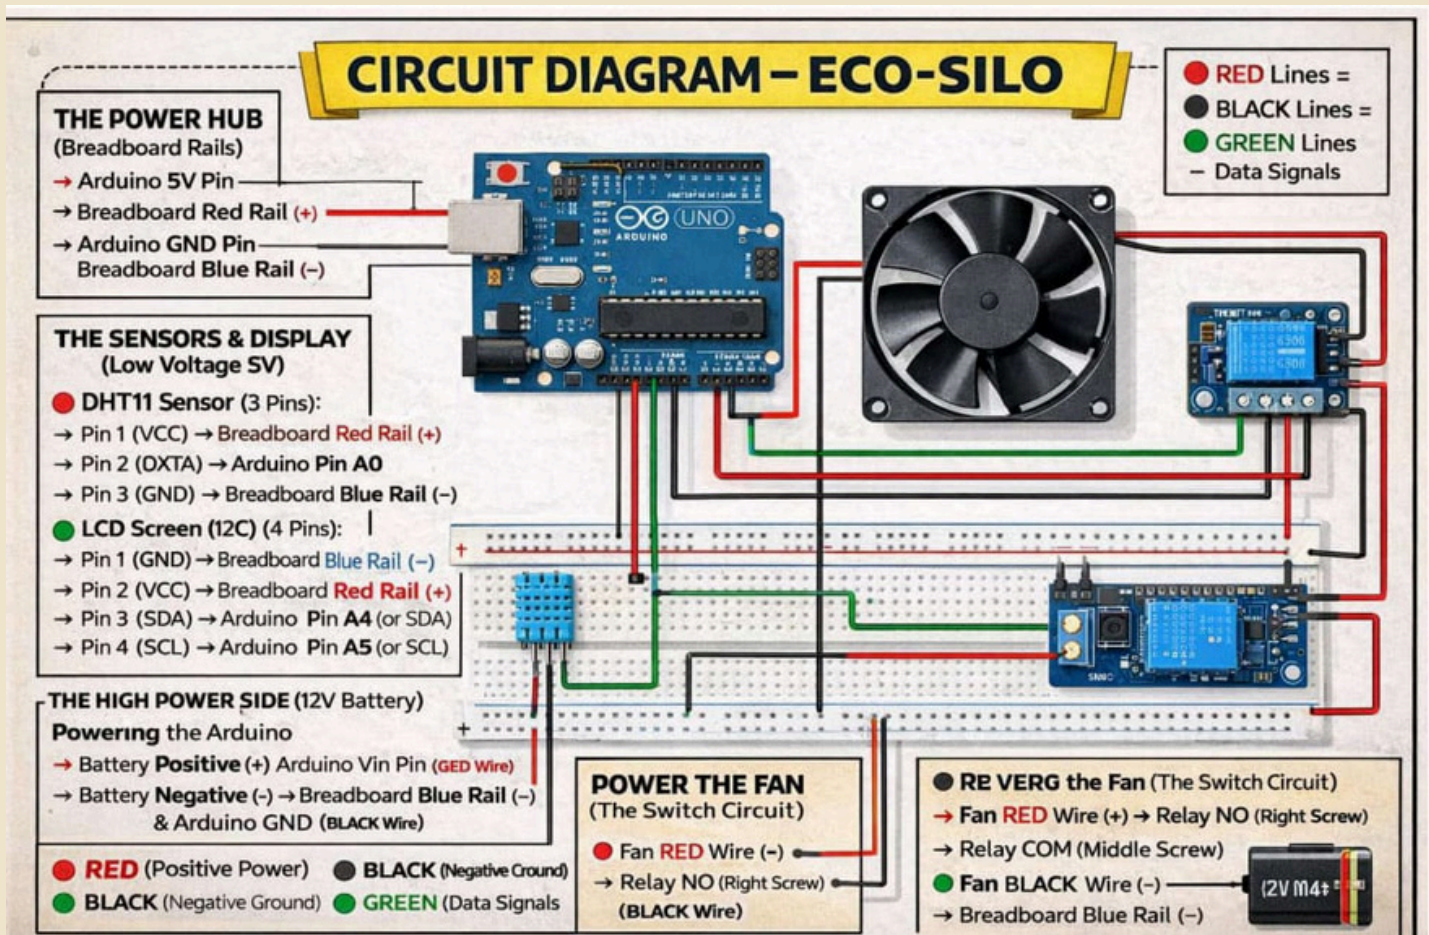 CIRCUIT DIAGRAM – ECO-SILO
RED Lines =
BLACK Lines =
GREEN Lines
– Data Signals
THE POWER HUB
(Breadboard Rails)
→ Arduino 5V Pin
→ Breadboard Red Rail (+)
→ Arduino GND Pin
Breadboard Blue Rail (–)
UNO
ARDUINO
THE SENSORS & DISPLAY
(Low Voltage SV)
DHT11 Sensor (3 Pins):
→ Pin 1 (VCC) → Breadboard Red Rail (+)
→ Pin 2 (DXTA) → Arduino Pin A0
→ Pin 3 (GND) → Breadboard Blue Rail (–)
LCD Screen (12C) (4 Pins):
→ Pin 1 (GND) → Breadboard Blue Rail (–)
→ Pin 2 (VCC) → Breadboard Red Rail (+)
→ Pin 3 (SDA) → Arduino Pin A4 (or SDA)
→ Pin 4 (SCL) → Arduino Pin A5 (or SCL)
+
+
THE HIGH POWER SIDE (12V Battery)
Powering the Arduino
→ Battery Positive (+) Arduino Vin Pin (GED Wire)
→ Battery Negative (-) → Breadboard Blue Rail (–)
& Arduino GND (BLACK Wire)
RED (Positive Power)
BLACK (Negative Ground)
BLACK (Negative Ground)
GREEN (Data Signals
POWER THE FAN
(The Switch Circuit)
Fan RED Wire (–)
→ Relay NO (Right Screw)
(BLACK Wire)
RE VERG the Fan (The Switch Circuit)
→ Fan RED Wire (+) → Relay NO (Right Screw)
→ Relay COM (Middle Screw)
Fan BLACK Wire (–)
→ Breadboard Blue Rail (–)